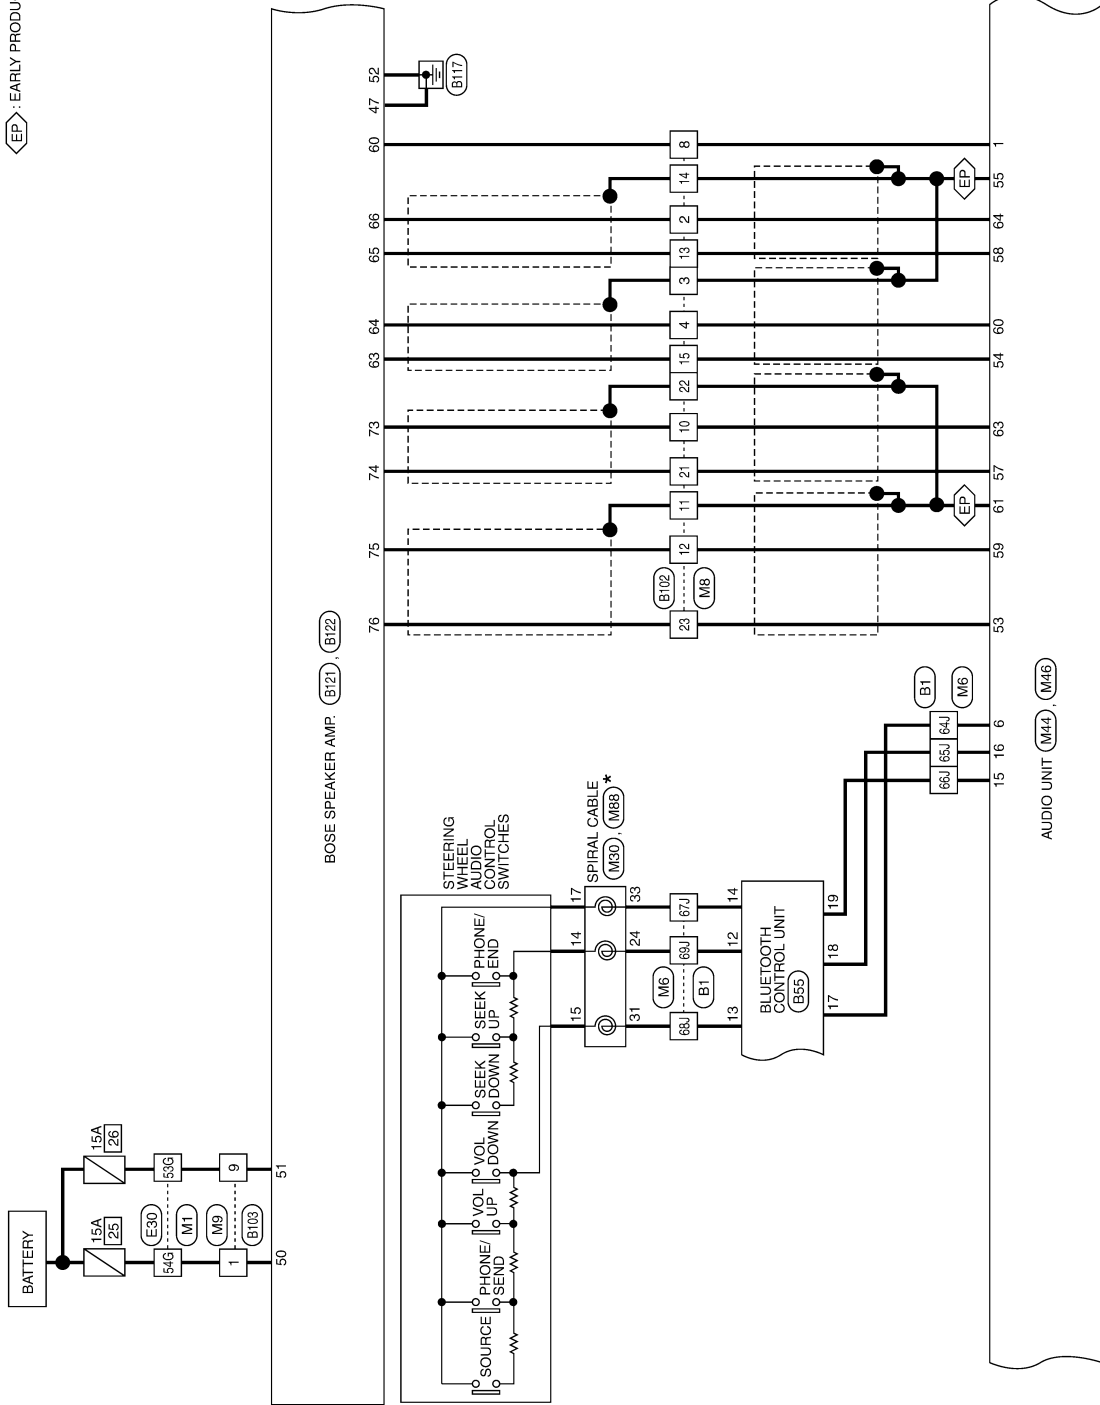 EP : EARLY PRODU
BATTERY
15A
25
15A
26
54G
53G
E30
M1
1
9
M9
B103
50
51
BOSE SPEAKER AMP. B121 , B122
76
75
74
73
63
64
65
66
60
47
52
B117
STEERING
WHEEL
AUDIO
CONTROL
SWITCHES
SOURCE
PHONE/
SEND
VOL
UP
VOL
DOWN
SEEK
DOWN
SEEK
UP
PHONE/
END
15
14
17
SPIRAL CABLE *
M30 , M88
31
24
33
68J
69J
67J
M6
B1
13
12
14
BLUETOOTH
CONTROL UNIT
B55
17
18
19
B102
M8
23
12
11
21
10
22
15
4
3
13
2
14
8
66J
65J
64J
B1
M6
EP
EP
15
16
6
53
59
61
57
63
54
60
58
64
55
1
AUDIO UNIT M44 , M46